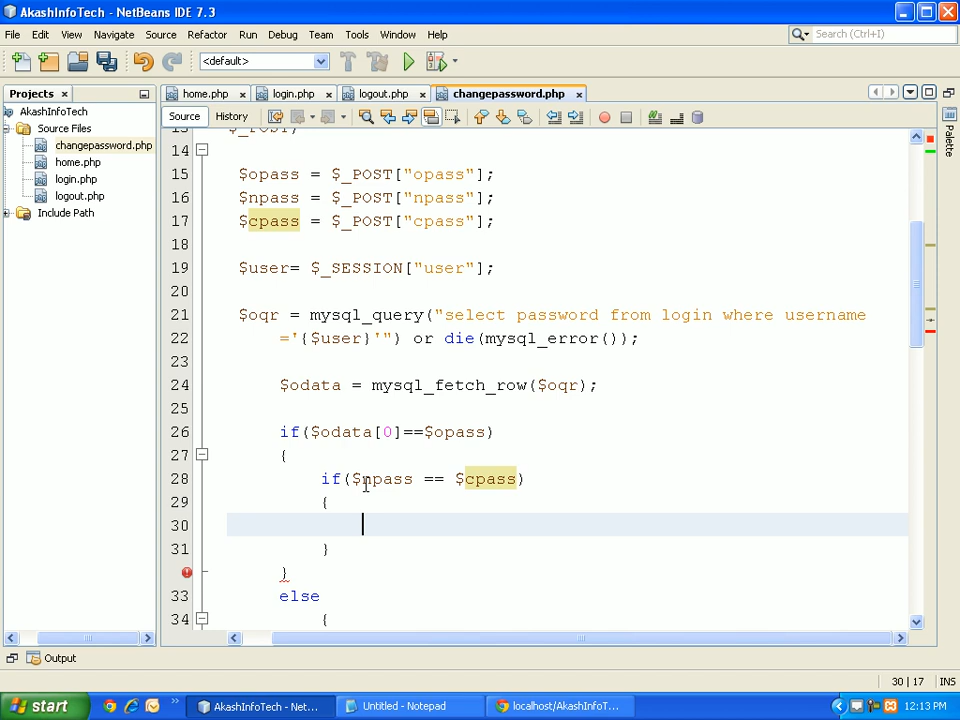 AkashInfoTech - NetBeans IDE 7.3
File Edit View Navigate Source Refactor Run Debug Team Tools Window Help
Search (Ctrl+I)
<default>
Projects
home.php
login.php
logout.php
changepassword.php
AkashInfoTech
Source Files
changepassword.php
home.php
login.php
logout.php
Include Path
Source History
Palette
13 $_POST;
14
15 $opass = $_POST["opass"];
16 $npass = $_POST["npass"];
17 $cpass = $_POST["cpass"];
18
19 $user= $_SESSION["user"];
20
21 $oqr = mysql_query("select password from login where username
22 ='{$user}'") or die(mysql_error());
23
24 $odata = mysql_fetch_row($oqr);
25
26 if($odata[0]==$opass)
27 {
28 if($npass == $cpass)
29 {
30
31 }
}
33 else
34 {
Output
30 | 17 INS
start
AkashInfoTech - Net...
Untitled - Notepad
localhost/AkashInfoT...
12:13 PM